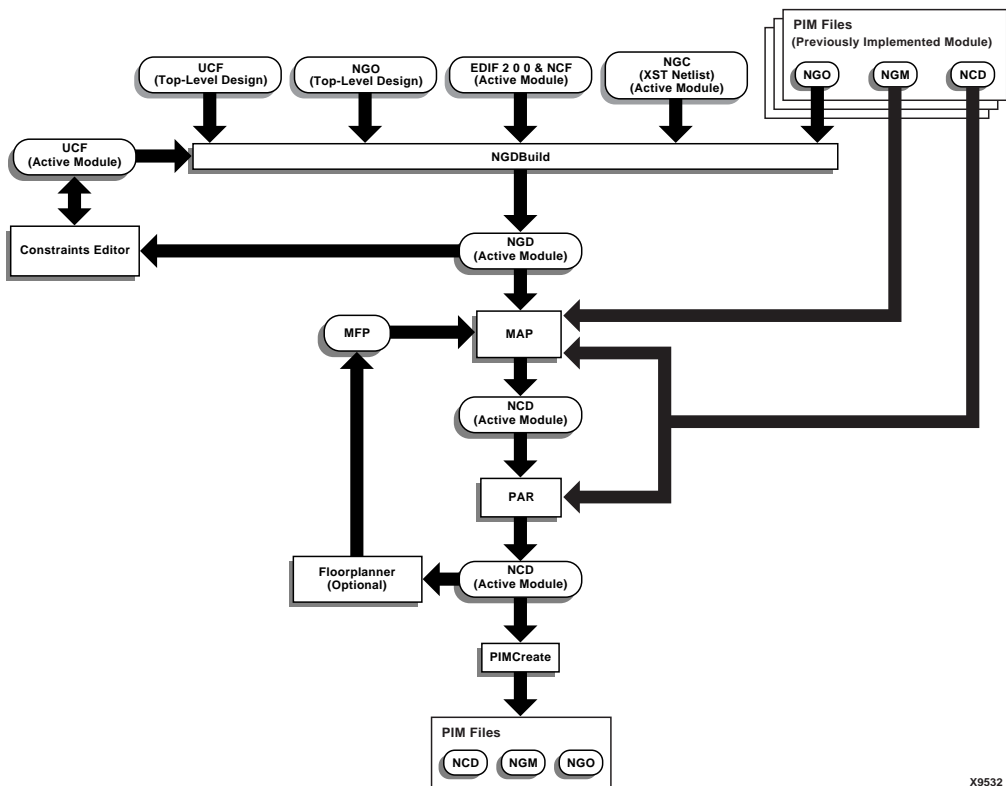 PIM Files
(Previously Implemented Module)
NGO
NGM
NCD
UCF
(Top-Level Design)
NGO
(Top-Level Design)
EDIF 2 0 0 & NCF
(Active Module)
NGC
(XST Netlist)
(Active Module)
UCF
(Active Module)
NGDBuild
Constraints Editor
NGD
(Active Module)
MFP
MAP
NCD
(Active Module)
PAR
Floorplanner
(Optional)
NCD
(Active Module)
PIMCreate
PIM Files
NCD
NGM
NGO
X9532